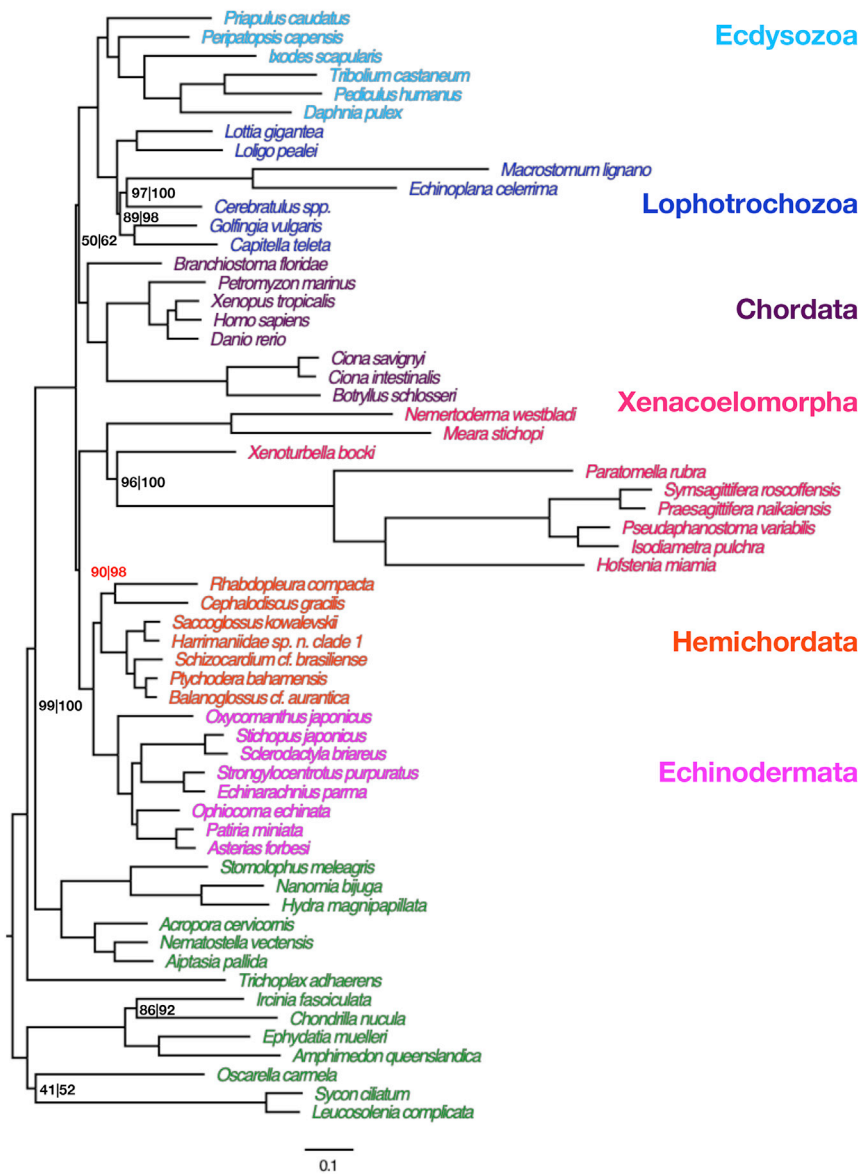 Priapulus caudatus
Ecdysozoa
Peripatopsis capensis
Ixodes scapularis
Tribolium castaneum
Pediculus humanus
Daphnia pulex
Lottia gigantea
Loligo pealei
Macrostomum lignano
97|100
Echinoplana celerrima
Cerebratulus spp.
Lophotrochozoa
89|98
Golfingia vulgaris
50|62
Capitella teleta
Branchiostoma floridae
Petromyzon marinus
Xenopus tropicalis
Chordata
Homo sapiens
Danio rerio
Ciona savignyi
Ciona intestinalis
Botryllus schlosseri
Xenacoelomorpha
Nemertoderma westbladi
Meara stichopi
Xenoturbella bocki
Paratomella rubra
96|100
Symsagittifera roscoffensis
Praesagittifera naikaiensis
Pseudaphanostoma variabilis
Isodiametra pulchra
Hofstenia miamia
90|98
Rhabdopleura compacta
Cephalodiscus gracilis
Saccoglossus kowalevskii
Harrimaniidae sp. n. clade 1
Hemichordata
Schizocardium cf. brasiliense
Ptychodera bahamensis
Balanoglossus cf. aurantica
99|100
Oxycomanthus japonicus
Stichopus japonicus
Sclerodactyla briareus
Strongylocentrotus purpuratus
Echinodermata
Echinarachnius parma
Ophiocoma echinata
Patiria miniata
Asterias forbesi
Stomolophus meleagris
Nanomia bijuga
Hydra magnipapillata
Acropora cervicornis
Nematostella vectensis
Aiptasia pallida
Trichoplax adhaerens
Ircinia fasciculata
86|92
Chondrilla nucula
Ephydatia muelleri
Amphimedon queenslandica
Oscarella carmela
41|52
Sycon ciliatum
Leucosolenia complicata
0.1